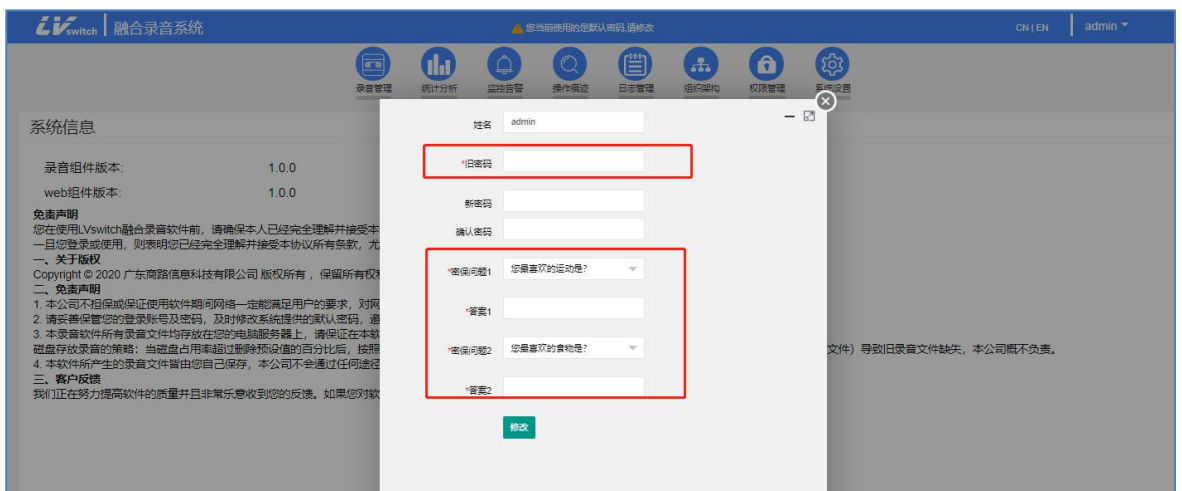 LVswitch 融合录音系统
您当前使用的是默认密码,请修改
CN | EN
admin
录音管理 统计分析 监控告警 操作痕迹 日志管理 组织架构 权限管理 系统设置
系统信息
录音组件版本: 1.0.0
web组件版本: 1.0.0
免责声明
您在使用LVswitch融合录音软件前，请确保本人已经完全理解并接受本
一旦您登录或使用，则表明您已经完全理解并接受本协议所有条款，尤
一、关于版权
Copyright © 2020 广东商路信息科技有限公司 版权所有，保留所有权利
二、免责声明
1. 本公司不担保或保证使用软件期间网络一定能满足用户的要求，对网
2. 请妥善保管您的登录账号及密码，及时修改系统提供的默认密码，避
3. 本录音软件所有录音文件均存放在您的电脑服务器上，请保证在本软
磁盘存放录音的策略：当磁盘占用率超过删除预设值的百分比后，按照
文件）导致旧录音文件缺失，本公司概不负责。
4. 本软件所产生的录音文件皆由您自己保存，本公司不会通过任何途径
三、客户反馈
我们正在努力提高软件的质量并且非常乐意收到您的反馈。如果您对软
姓名 admin
*旧密码
新密码
确认密码
*密保问题1 您最喜欢的运动是?
*答案1
*密保问题2 您最喜欢的食物是?
*答案2
修改